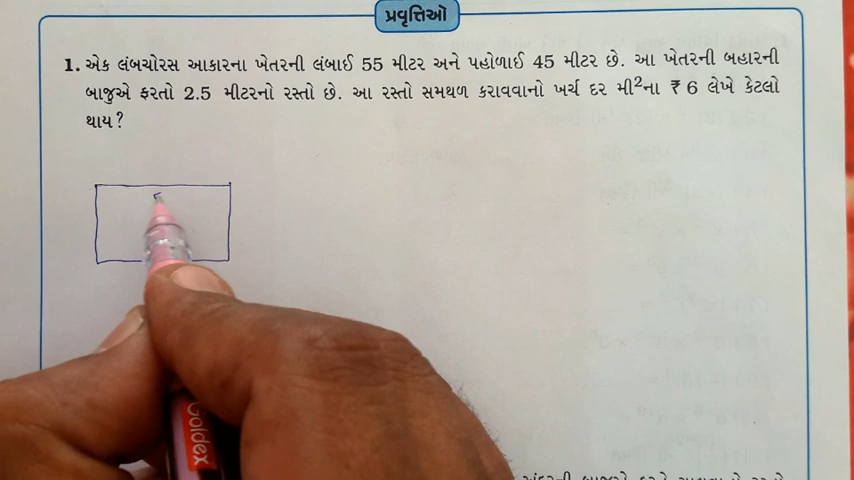 પ્રવૃત્તિઓ
1. એક લંબચોરસ આકારના ખેતરની લંબાઈ 55 મીટર અને પહોળાઈ 45 મીટર છે. આ ખેતરની બહારની
બાજુએ ફરતો 2.5 મીટરનો રસ્તો છે. આ રસ્તો સમથળ કરાવવાનો ખર્ચ દર મી²ના ₹ 6 લેખે કેટલો
થાય?
Goldex